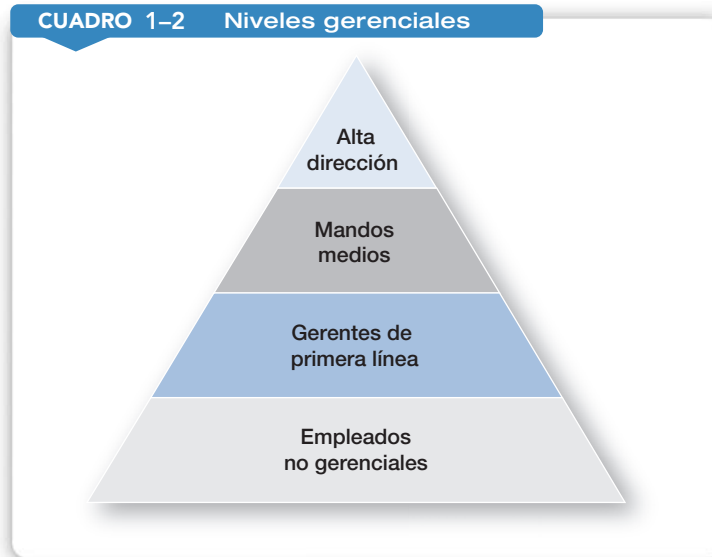 CUADRO 1–2 Niveles gerenciales
Alta
dirección
Mandos
medios
Gerentes de
primera línea
Empleados
no gerenciales